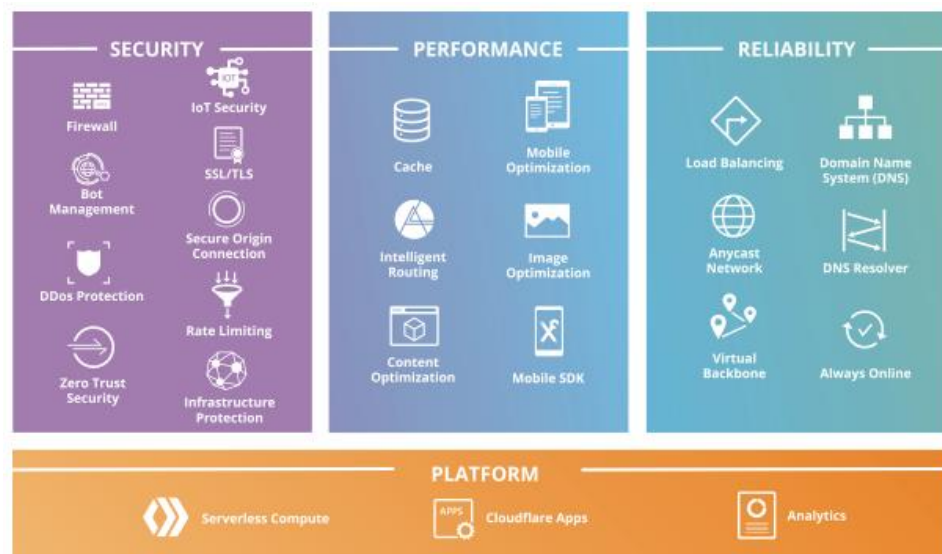 SECURITY
Firewall
IOT
IoT Security
Bot
Management
SSL/TLS
DDos Protection
Secure Origin
Connection
Zero Trust
Security
Rate Limiting
Infrastructure
Protection
PERFORMANCE
Cache
Mobile
Optimization
Intelligent
Routing
Image
Optimization
Content
Optimization
Mobile SDK
RELIABILITY
Load Balancing
Domain Name
System (DNS)
Anycast
Network
DNS Resolver
Virtual
Backbone
Always Online
PLATFORM
Serverless Compute
APPS
Cloudflare Apps
Analytics